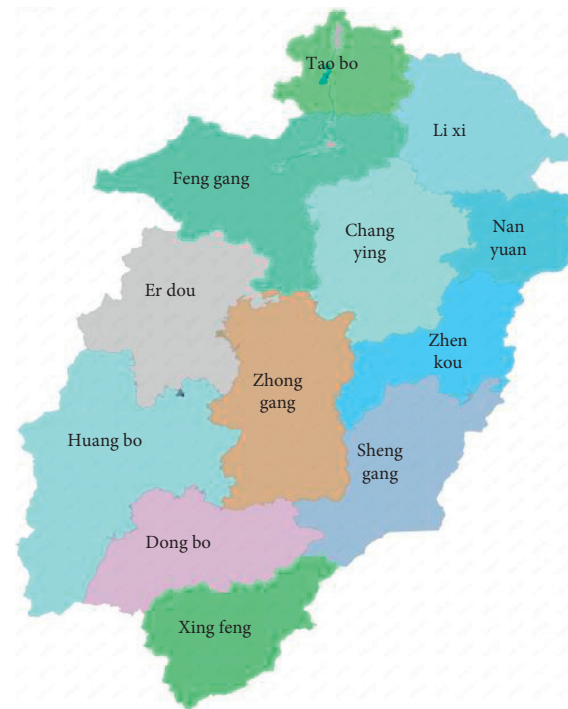 Tao bo
Li xi
Feng gang
Nan
yuan
Chang
ying
Er dou
Zhen
kou
Zhong
gang
Huang bo
Sheng
gang
Dong bo
Xing feng